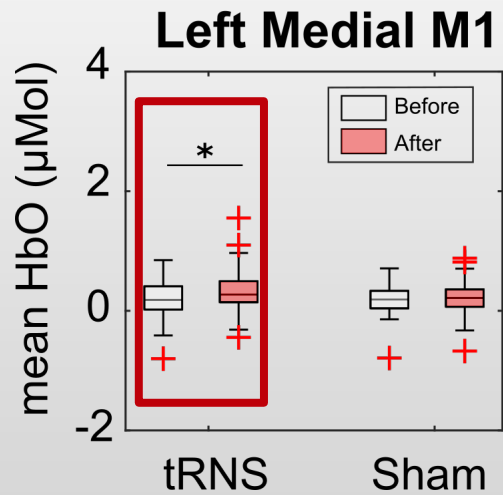 Left Medial M1
mean HbO (µMol)
4
2
0
-2
Before
After
*
tRNS
Sham